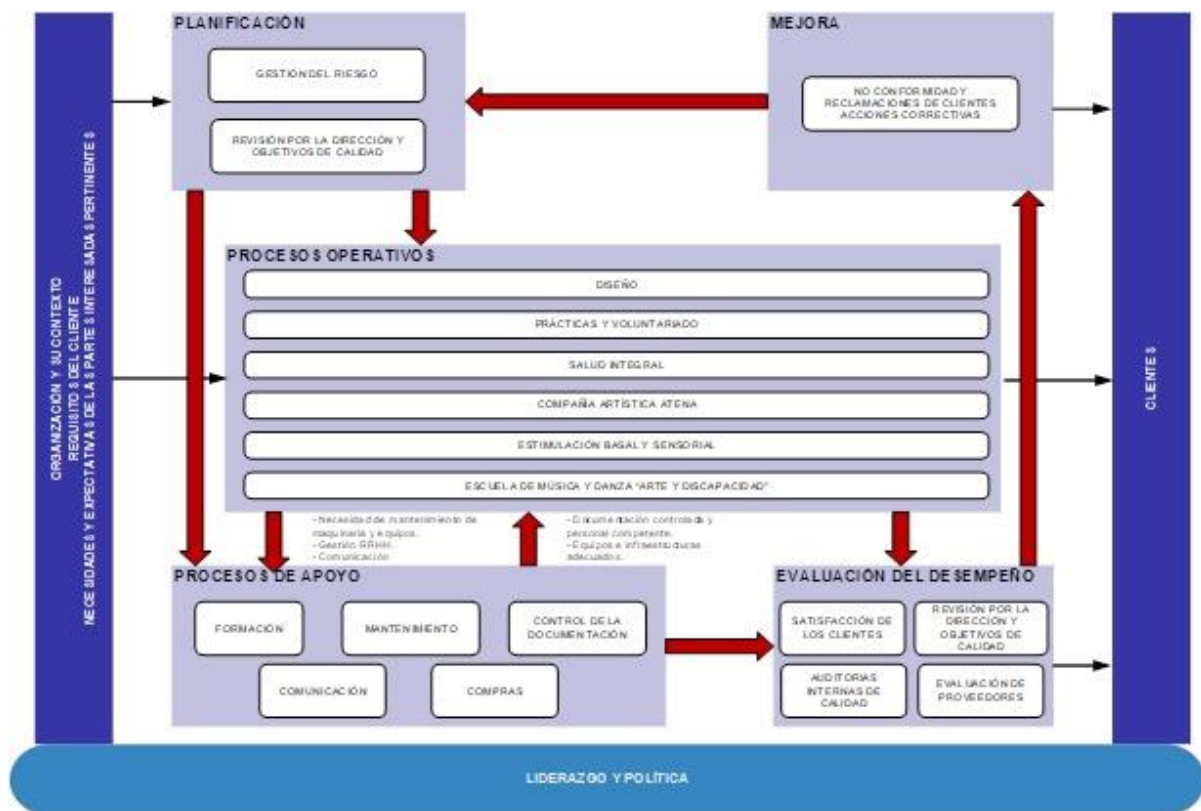 PLANIFICACIÓN
GESTIÓN DEL RIESGO
REVISIÓN POR LA DIRECCIÓN Y
OBJETIVOS DE CALIDAD
MEJORA
NO CONFORMIDAD Y
RECLAMACIONES DE CLIENTES
ACCIONES CORRECTIVAS
ORGANIZACIÓN Y SU CONTEXTO
REQUISITOS DEL CLIENTE
NECESIDADES Y EXPECTATIVAS DE LAS PARTES INTERESADAS PERTINENTES
PROCESOS OPERATIVOS
DISEÑO
PRÁCTICAS Y VOLUNTARIADO
SALUD INTEGRAL
COMPAÑÍA ARTÍSTICA ATENA
ESTIMULACIÓN BASAL Y SENSORIAL
ESCUELA DE MÚSICA Y DANZA "ARTE Y DISCAPACIDAD"
CLIENTES
- Necesidad de mantenimiento de
maquinaria y equipos.
- Gestión RRHH.
- Comunicación.
- Documentación controlada y
personal competente.
- Equipos e infraestructuras
adecuados.
PROCESOS DE APOYO
FORMACIÓN
MANTENIMIENTO
CONTROL DE LA
DOCUMENTACIÓN
COMUNICACIÓN
COMPRAS
EVALUACIÓN DEL DESEMPEÑO
SATISFACCIÓN DE
LOS CLIENTES
REVISIÓN POR LA
DIRECCIÓN Y
OBJETIVOS DE
CALIDAD
AUDITORIAS
INTERNAS DE
CALIDAD
EVALUACIÓN DE
PROVEEDORES
LIDERAZGO Y POLÍTICA